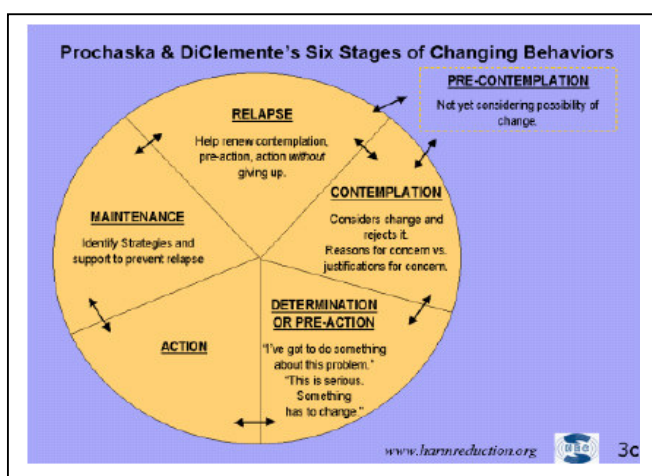 Prochaska & DiClemente's Six Stages of Changing Behaviors
PRE-CONTEMPLATION
Not yet considering possibility of
change.
RELAPSE
Help renew contemplation,
pre-action, action without
giving up.
CONTEMPLATION
Considers change and
rejects it.
Reasons for concern vs.
justifications for concern.
MAINTENANCE
Identify Strategies and
support to prevent relapse
DETERMINATION
OR PRE-ACTION
"I've got to do something
about this problem."
"This is serious.
Something
has to change."
ACTION
www.harmreduction.org
3c